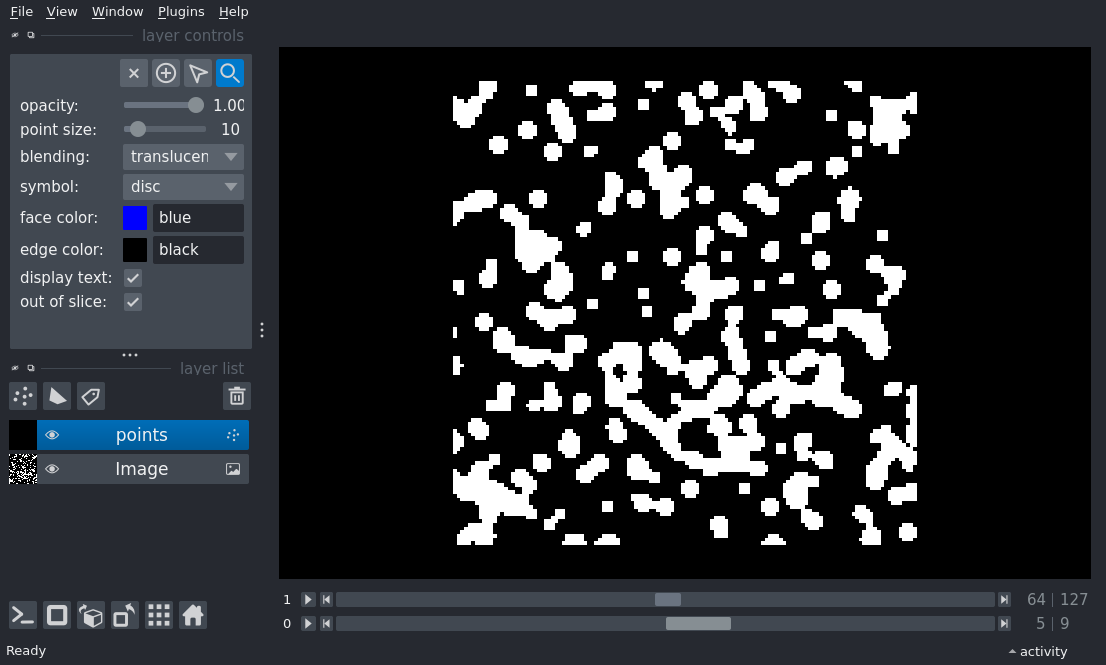 File View Window Plugins Help
layer controls
opacity: 1.00
point size: 10
blending: translucen
symbol: disc
face color: blue
edge color: black
display text:
out of slice:
layer list
points
Image
1 64 | 127
0 5 | 9
Ready activity